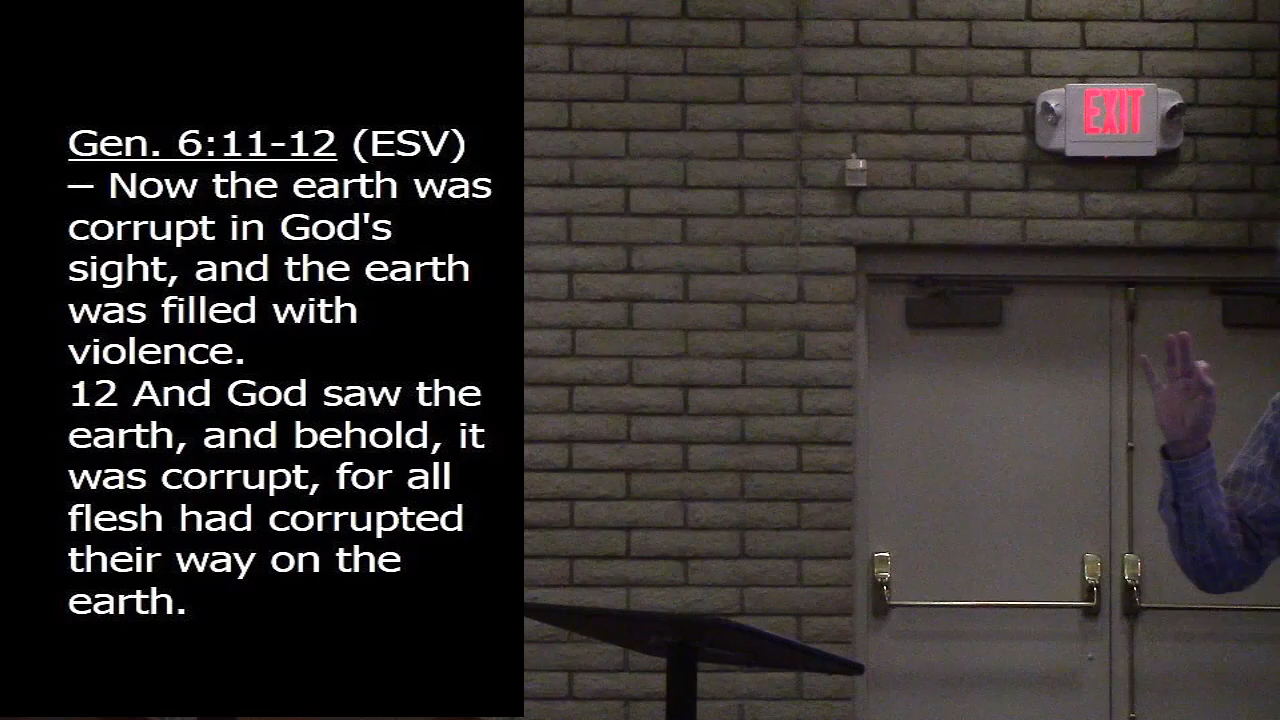 Gen. 6:11-12 (ESV)
– Now the earth was
corrupt in God's
sight, and the earth
was filled with
violence.
12 And God saw the
earth, and behold, it
was corrupt, for all
flesh had corrupted
their way on the
earth.
EXIT